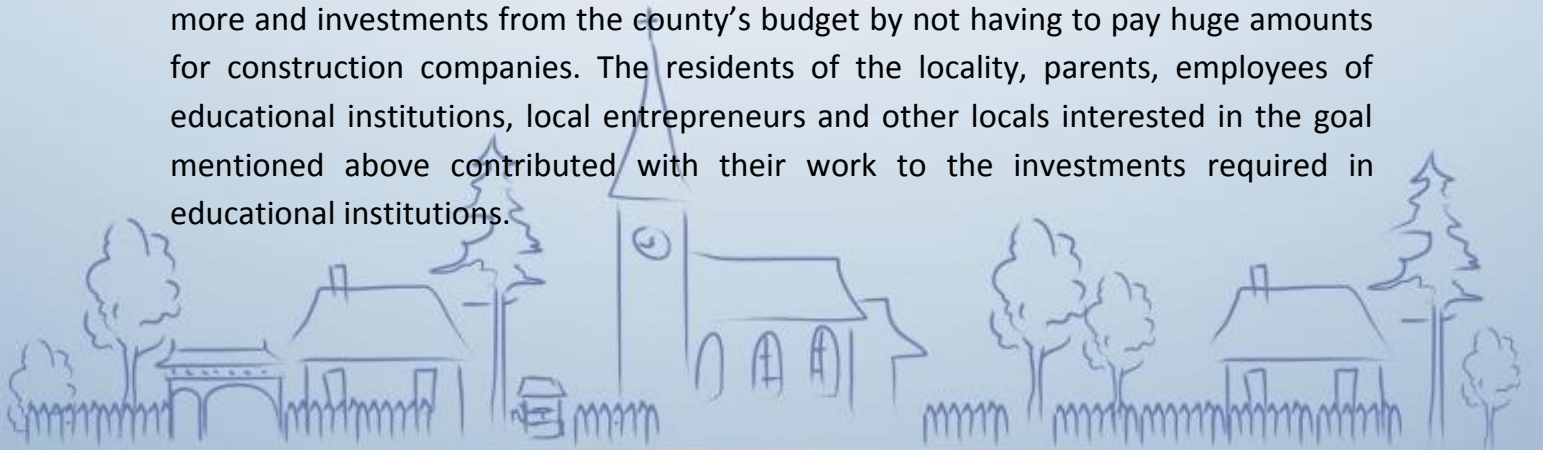 more and investments from the county’s budget by not having to pay huge amounts
for construction companies. The residents of the locality, parents, employees of
educational institutions, local entrepreneurs and other locals interested in the goal
mentioned above contributed with their work to the investments required in
educational institutions.